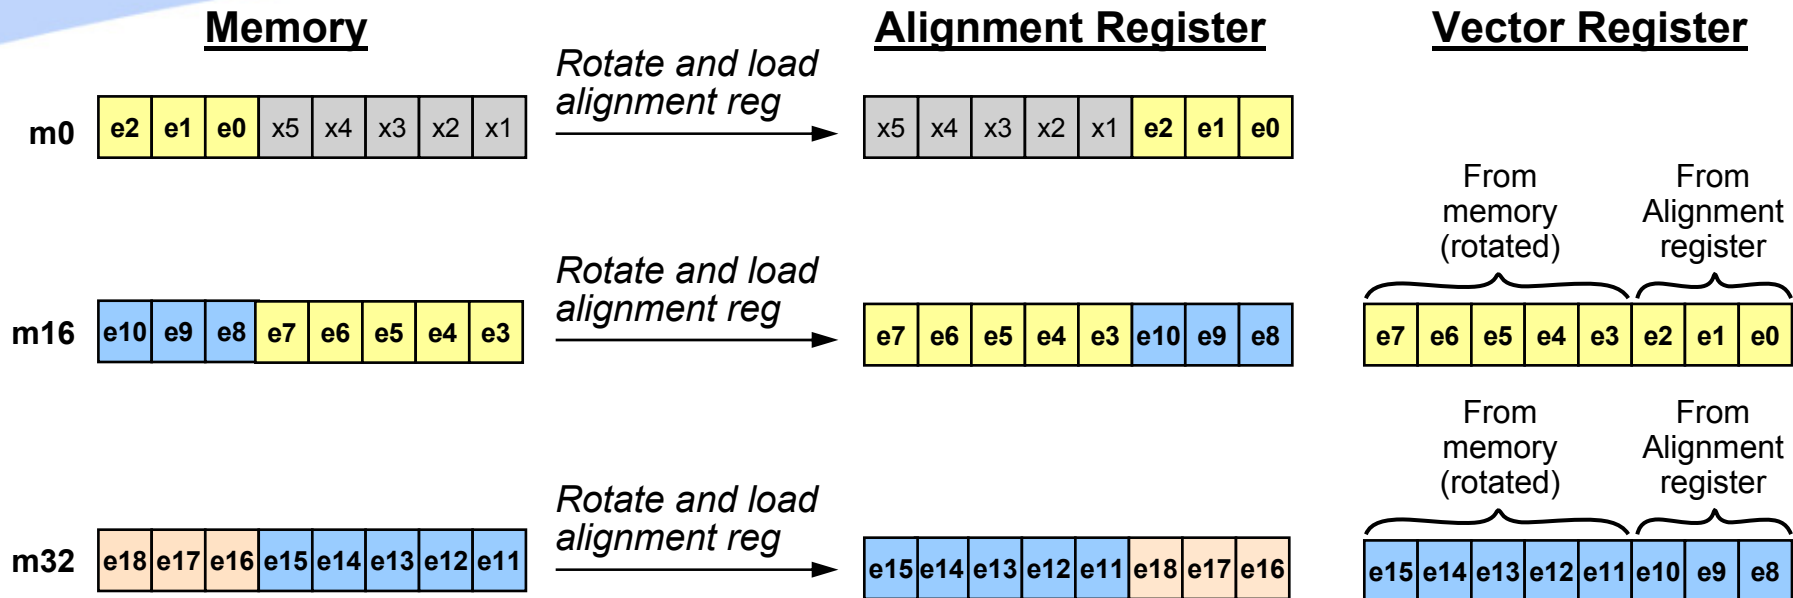 Memory
Alignment Register
Vector Register
Rotate and load
alignment reg
m0
e2 e1 e0 x5 x4 x3 x2 x1
x5 x4 x3 x2 x1 e2 e1 e0
From
memory
(rotated)
From
Alignment
register
Rotate and load
alignment reg
m16
e10 e9 e8 e7 e6 e5 e4 e3
e7 e6 e5 e4 e3 e10 e9 e8
e7 e6 e5 e4 e3 e2 e1 e0
From
memory
(rotated)
From
Alignment
register
Rotate and load
alignment reg
m32
e18 e17 e16 e15 e14 e13 e12 e11
e15 e14 e13 e12 e11 e18 e17 e16
e15 e14 e13 e12 e11 e10 e9 e8